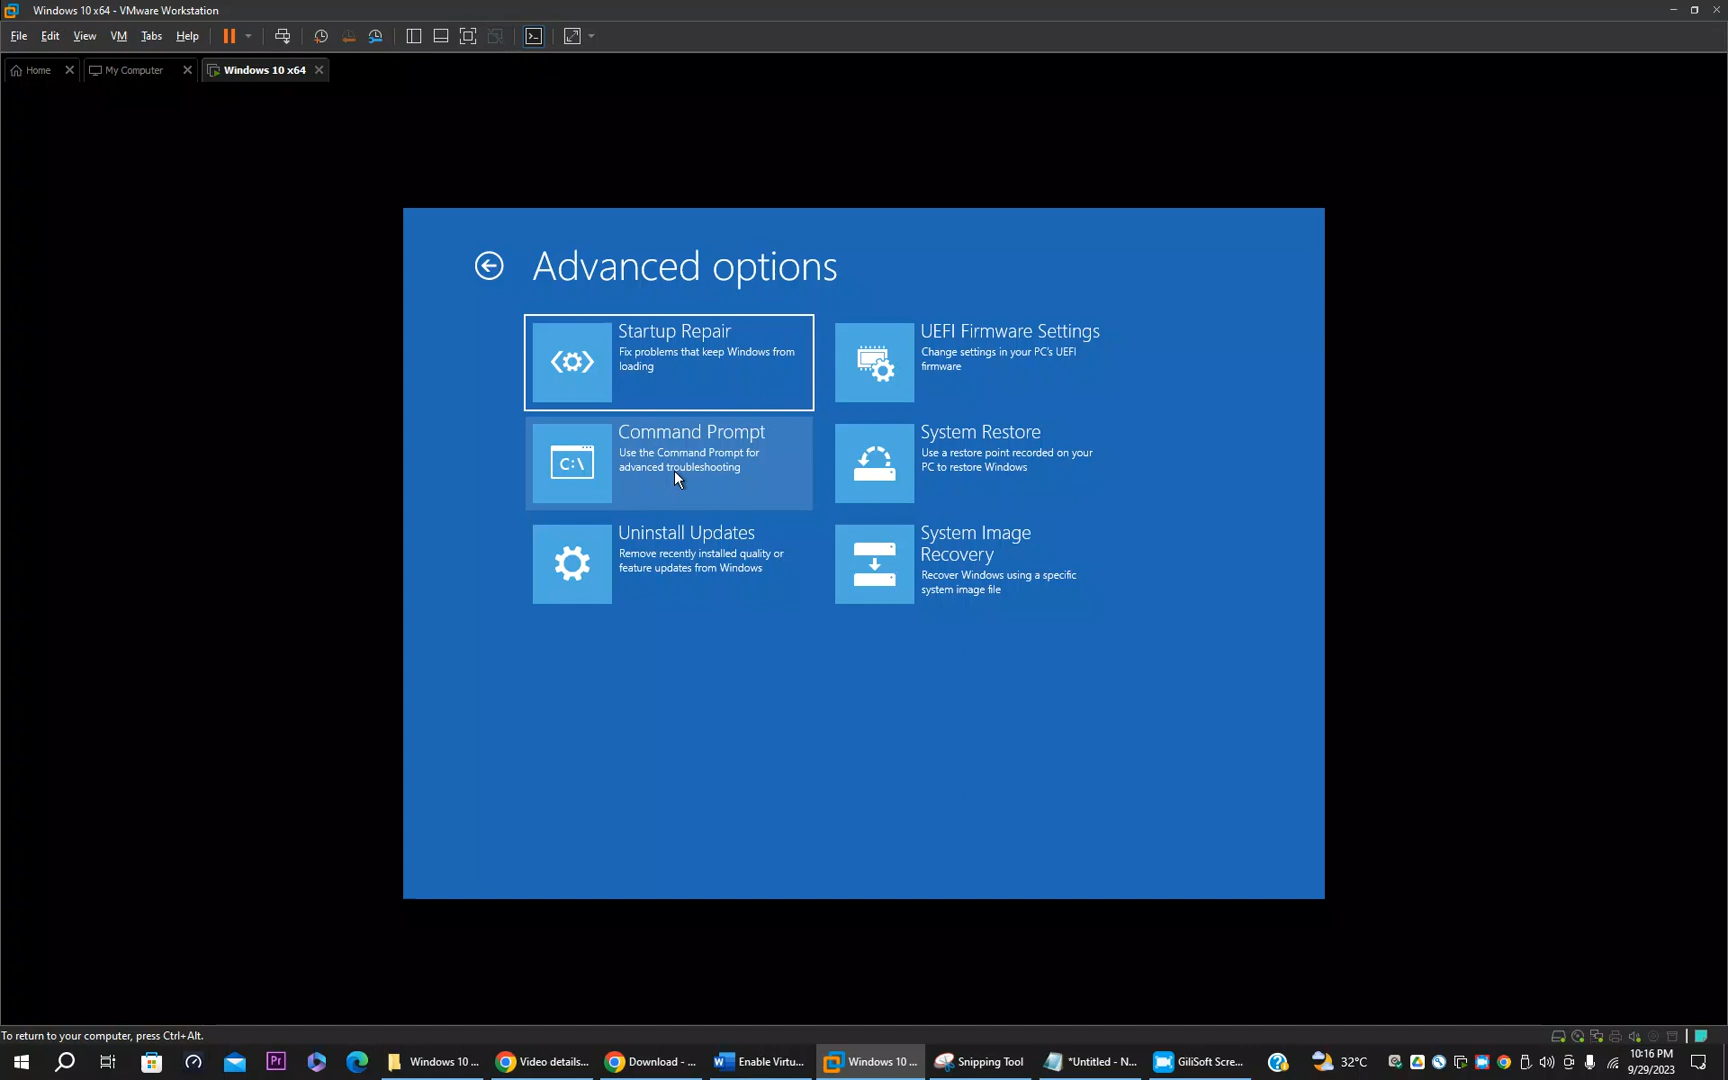 Windows 10 x64 - VMware Workstation
File Edit View VM Tabs Help
Home My Computer Windows 10 x64
Advanced options
Startup Repair
Fix problems that keep Windows from
loading
UEFI Firmware Settings
Change settings in your PC's UEFI
firmware
C:\
Command Prompt
Use the Command Prompt for
advanced troubleshooting
System Restore
Use a restore point recorded on your
PC to restore Windows
Uninstall Updates
Remove recently installed quality or
feature updates from Windows
System Image
Recovery
Recover Windows using a specific
system image file
To return to your computer, press Ctrl+Alt.
Pr Windows 10 ... Video details... Download - ... Enable Virtu... Windows 10 ... Snipping Tool *Untitled - N... GiliSoft Scre... 32°C 10:16 PM
9/29/2023